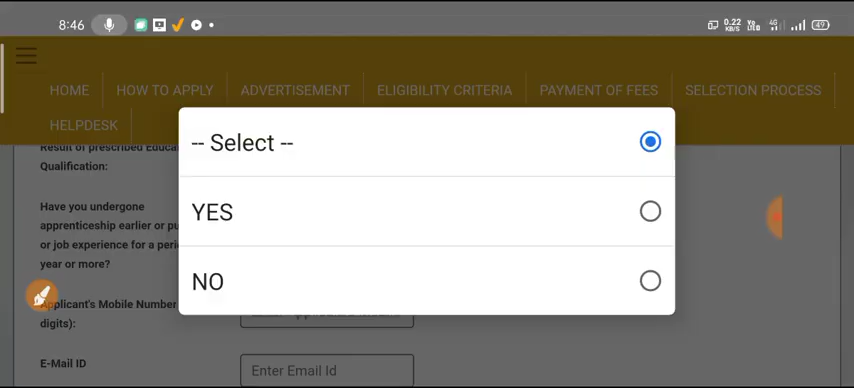 8:46
0.22 KB/S
4G
49
HOME
HOW TO APPLY
ADVERTISEMENT
ELIGIBILITY CRITERIA
PAYMENT OF FEES
SELECTION PROCESS
HELPDESK
Result of prescribed Educa
Qualification:
-- Select --
YES
NO
Have you undergone
apprenticeship earlier or pu
or job experience for a peri
year or more?
Applicant's Mobile Number
digits):
E-Mail ID
Enter Email Id